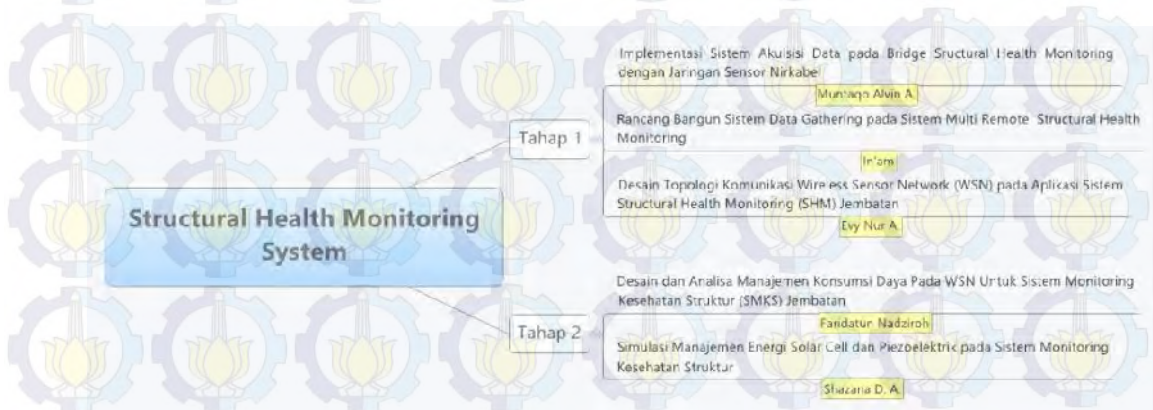 Implementasi Sistem Akuisisi Data pada Bridge Sructural Health Monitoring
dengan Jaringan Sensor Nirkabel
Muntaqo Alvin A.
Tahap 1
Rancang Bangun Sistem Data Gathering pada Sistem Multi Remote Structural Health
Monitoring
In'am
Desain Topologi Komunikasi Wireless Sensor Network (WSN) pada Aplikasi Sistem
Structural Health Monitoring (SHM) Jembatan
Evy Nur A.
Structural Health Monitoring
System
Desain dan Analisa Manajemen Konsumsi Daya Pada WSN Untuk Sistem Monitoring
Kesehatan Struktur (SMKS) Jembatan
Faridatun Nadziroh
Tahap 2
Simulasi Manajemen Energi Solar Cell dan Piezoelektrik pada Sistem Monitoring
Kesehatan Struktur
Shazana D. A.